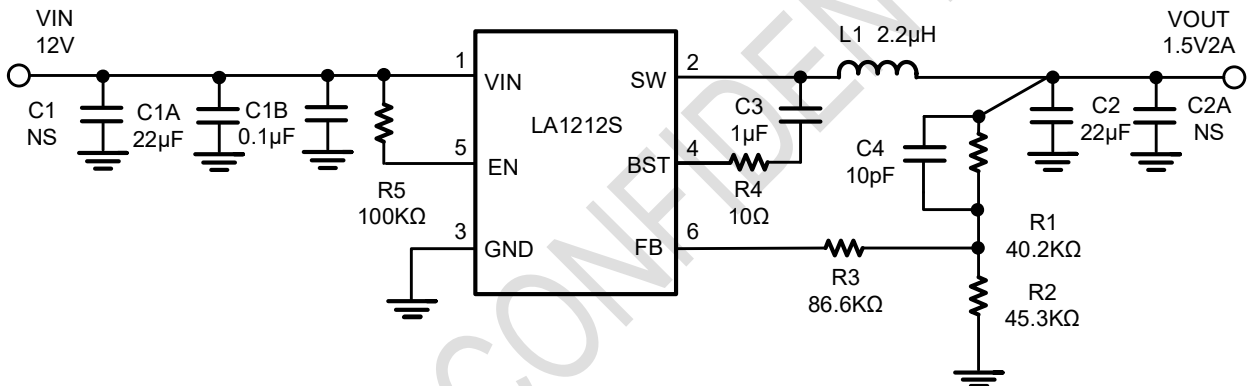 VIN
12V
C1
NS
C1A
22μF
C1B
0.1μF
R5
100KΩ
1
VIN
5
EN
3
GND
LA1212S
2
SW
4
BST
6
FB
L1 2.2μH
C3
1μF
R4
10Ω
C4
10pF
R3
86.6KΩ
R1
40.2KΩ
R2
45.3KΩ
C2
22μF
C2A
NS
VOUT
1.5V2A
CONFIDEN